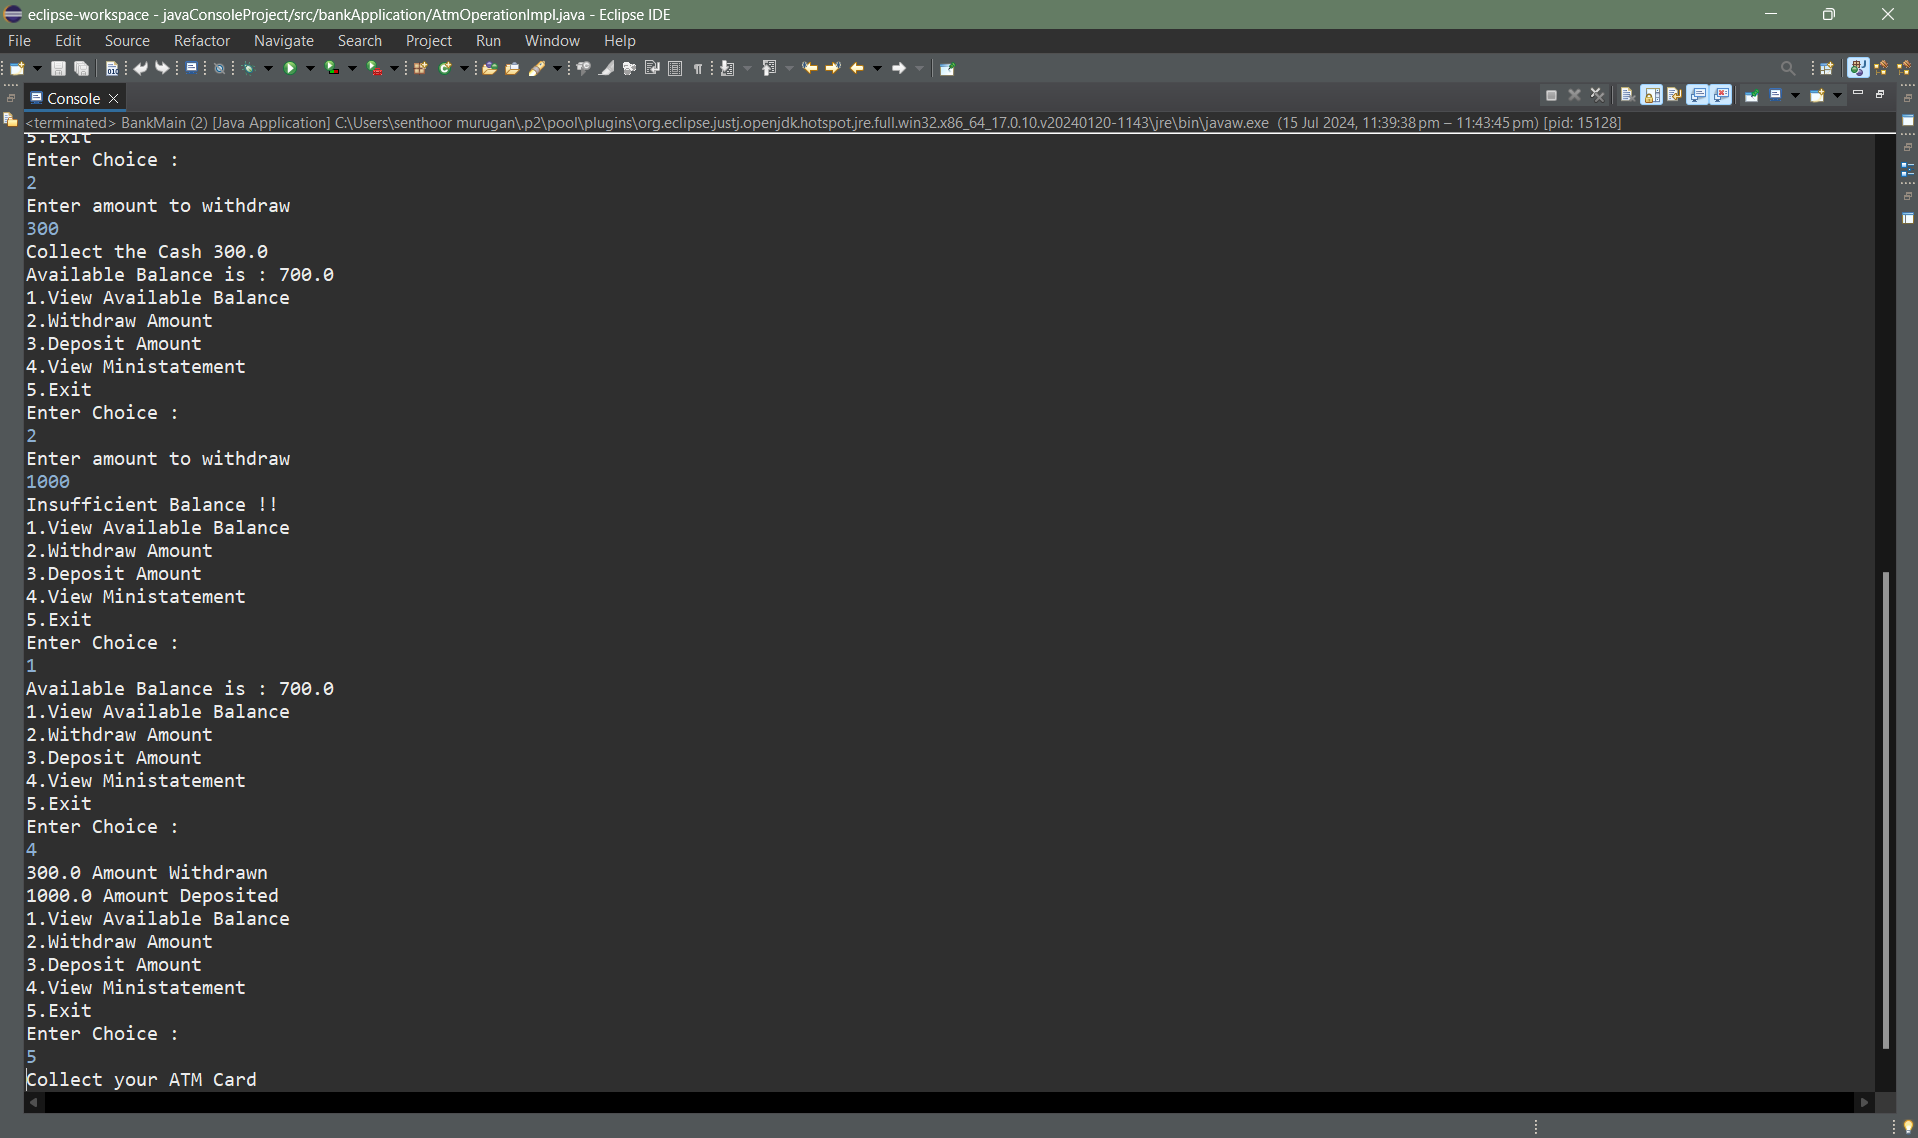 eclipse-workspace - javaConsoleProject/src/bankApplication/AtmOperationImpl.java - Eclipse IDE
File Edit Source Refactor Navigate Search Project Run Window Help
Console
<terminated> BankMain (2) [Java Application] C:\Users\senthoor murugan\.p2\pool\plugins\org.eclipse.justj.openjdk.hotspot.jre.full.win32.x86_64_17.0.10.v20240120-1143\jre\bin\javaw.exe (15 Jul 2024, 11:39:38 pm – 11:43:45 pm) [pid: 15128]
5.Exit
Enter Choice :
2
Enter amount to withdraw
300
Collect the Cash 300.0
Available Balance is : 700.0
1.View Available Balance
2.Withdraw Amount
3.Deposit Amount
4.View Ministatement
5.Exit
Enter Choice :
2
Enter amount to withdraw
1000
Insufficient Balance !!
1.View Available Balance
2.Withdraw Amount
3.Deposit Amount
4.View Ministatement
5.Exit
Enter Choice :
1
Available Balance is : 700.0
1.View Available Balance
2.Withdraw Amount
3.Deposit Amount
4.View Ministatement
5.Exit
Enter Choice :
4
300.0 Amount Withdrawn
1000.0 Amount Deposited
1.View Available Balance
2.Withdraw Amount
3.Deposit Amount
4.View Ministatement
5.Exit
Enter Choice :
5
Collect your ATM Card